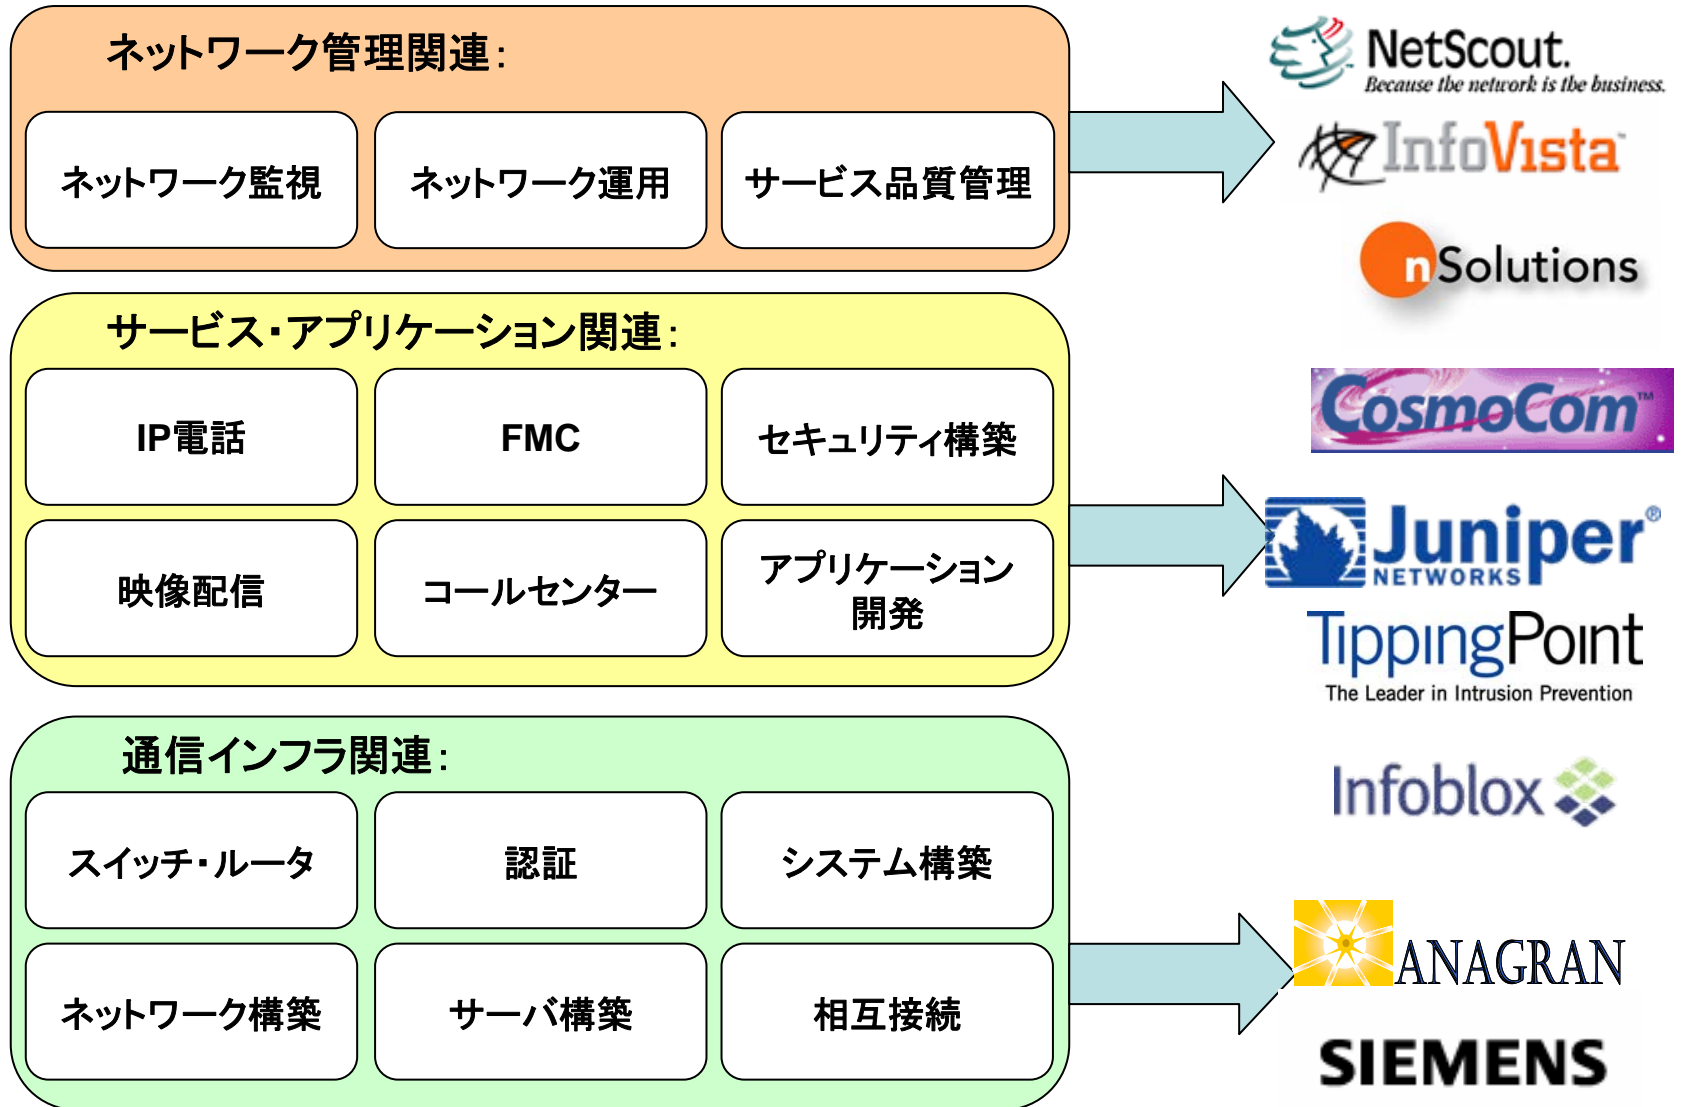 ネットワーク管理関連：
ネットワーク監視
ネットワーク運用
サービス品質管理
サービス・アプリケーション関連：
IP電話
FMC
セキュリティ構築
映像配信
コールセンター
アプリケーション
開発
通信インフラ関連：
スイッチ・ルータ
認証
システム構築
ネットワーク構築
サーバ構築
相互接続
NetScout.
Because the network is the business.
InfoVista™
nSolutions
CosmoCom™
Juniper®
NETWORKS
TippingPoint
The Leader in Intrusion Prevention
Infoblox
ANAGRAN
SIEMENS